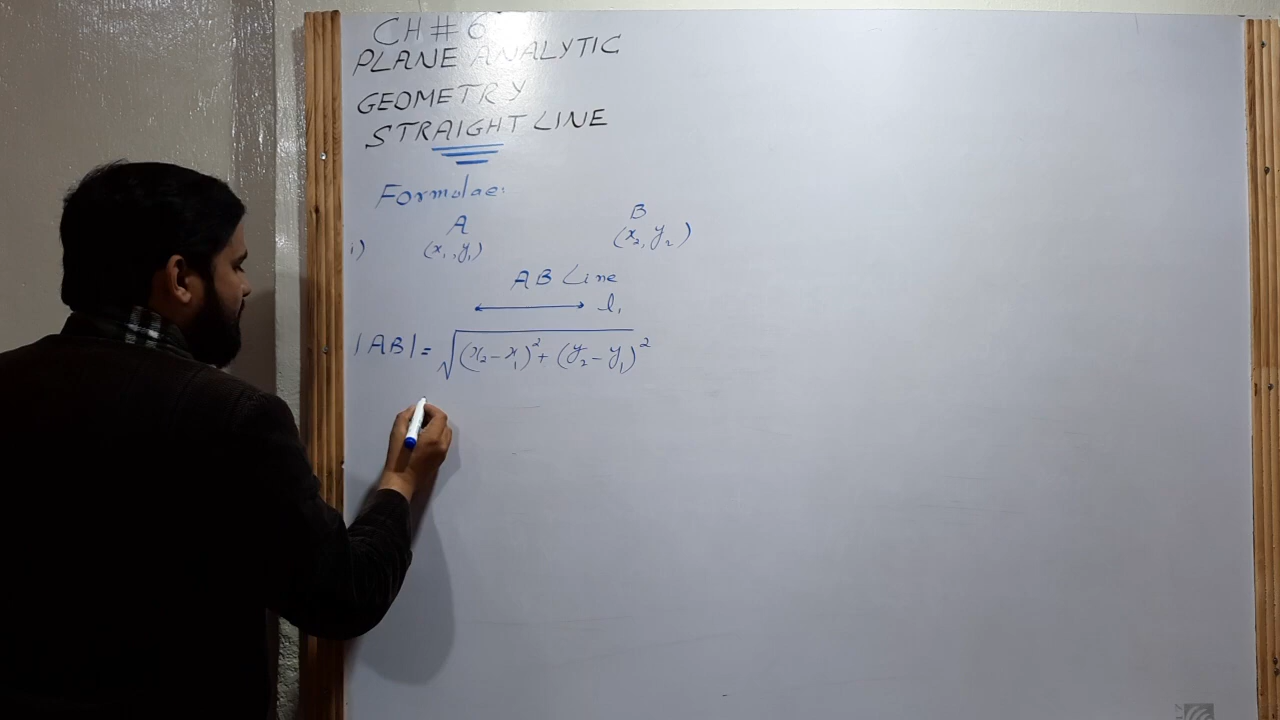 CH # 6
PLANE ANALYTIC
GEOMETRY
STRAIGHT LINE
Formulae:
A B
i) (x₁,y₁) (x₂,y₂)
AB Line
l₁
|AB| = √(x₂-x₁)² + (y₂-y₁)²